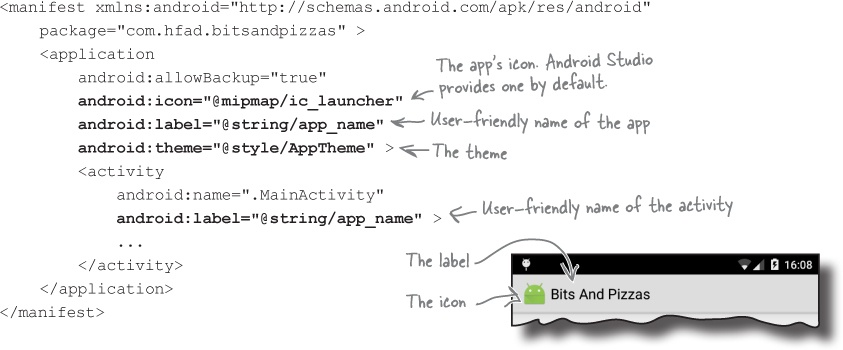 <manifest xmlns:android="http://schemas.android.com/apk/res/android"
package="com.hfad.bitsandpizzas" >
<application
android:allowBackup="true"
The app's icon. Android Studio
provides one by default.
android:icon="@mipmap/ic_launcher"
android:label="@string/app_name"
User-friendly name of the app
android:theme="@style/AppTheme" >
The theme
<activity
android:name=".MainActivity"
android:label="@string/app_name" >
User-friendly name of the activity
...
</activity>
</application>
</manifest>
The label
16:08
The icon
Bits And Pizzas